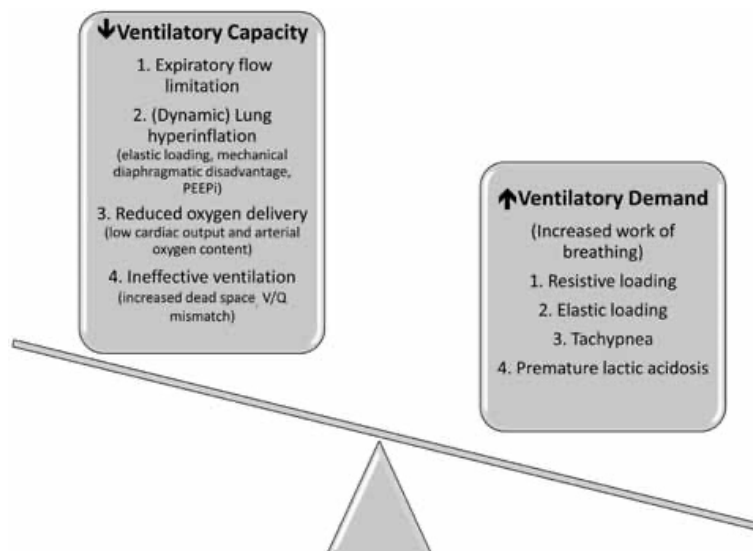 🡫Ventilatory Capacity
1. Expiratory flow
limitation
2. (Dynamic) Lung
hyperinflation
(elastic loading, mechanical
diaphragmatic disadvantage,
PEEPi)
3. Reduced oxygen delivery
(low cardiac output and arterial
oxygen content)
4. Ineffective ventilation
(increased dead space, V/Q
mismatch)
🡩Ventilatory Demand
(Increased work of
breathing)
1. Resistive loading
2. Elastic loading
3. Tachypnea
4. Premature lactic acidosis